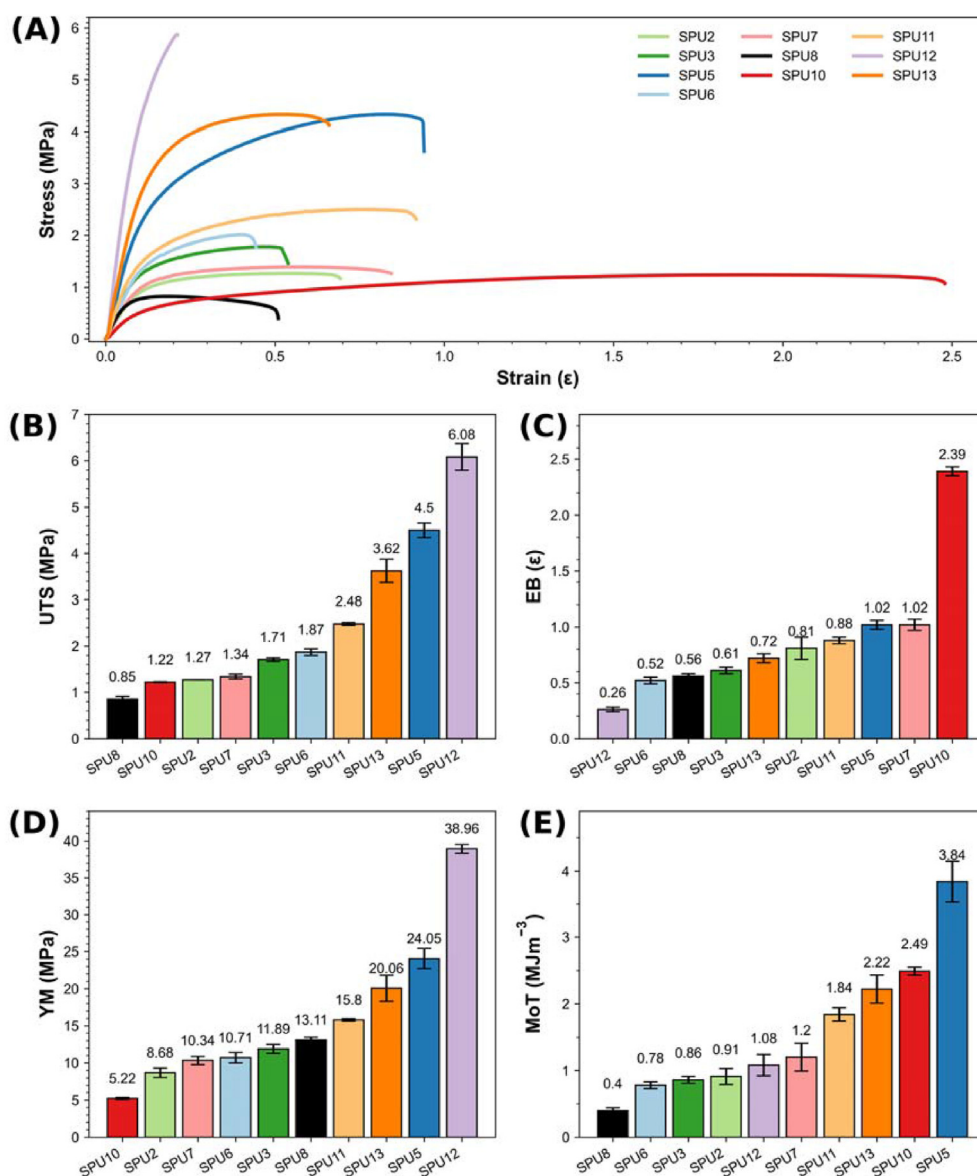 (A)
6
5
4
3
2
1
0
Stress (MPa)
SPU2
SPU3
SPU5
SPU6
SPU7
SPU8
SPU10
SPU11
SPU12
SPU13
0.0 0.5 1.0 1.5 2.0 2.5
Strain (ε)
(B)
7
6
5
4
3
2
1
0
UTS (MPa)
0.85 1.22 1.27 1.34 1.71 1.87 2.48 3.62 4.5 6.08
SPU8 SPU10 SPU2 SPU7 SPU3 SPU6 SPU11 SPU13 SPU5 SPU12
(C)
2.5
2.0
1.5
1.0
0.5
0.0
EB (ε)
0.26 0.52 0.56 0.61 0.72 0.81 0.88 1.02 1.02 2.39
SPU12 SPU6 SPU8 SPU3 SPU13 SPU2 SPU11 SPU5 SPU7 SPU10
(D)
40
35
30
25
20
15
10
5
0
YM (MPa)
5.22 8.68 10.34 10.71 11.89 13.11 15.8 20.06 24.05 38.96
SPU10 SPU2 SPU7 SPU6 SPU3 SPU8 SPU11 SPU13 SPU5 SPU12
(E)
4
3
2
1
0
MoT (MJm⁻³)
0.4 0.78 0.86 0.91 1.08 1.2 1.84 2.22 2.49 3.84
SPU8 SPU6 SPU3 SPU2 SPU12 SPU7 SPU11 SPU13 SPU10 SPU5